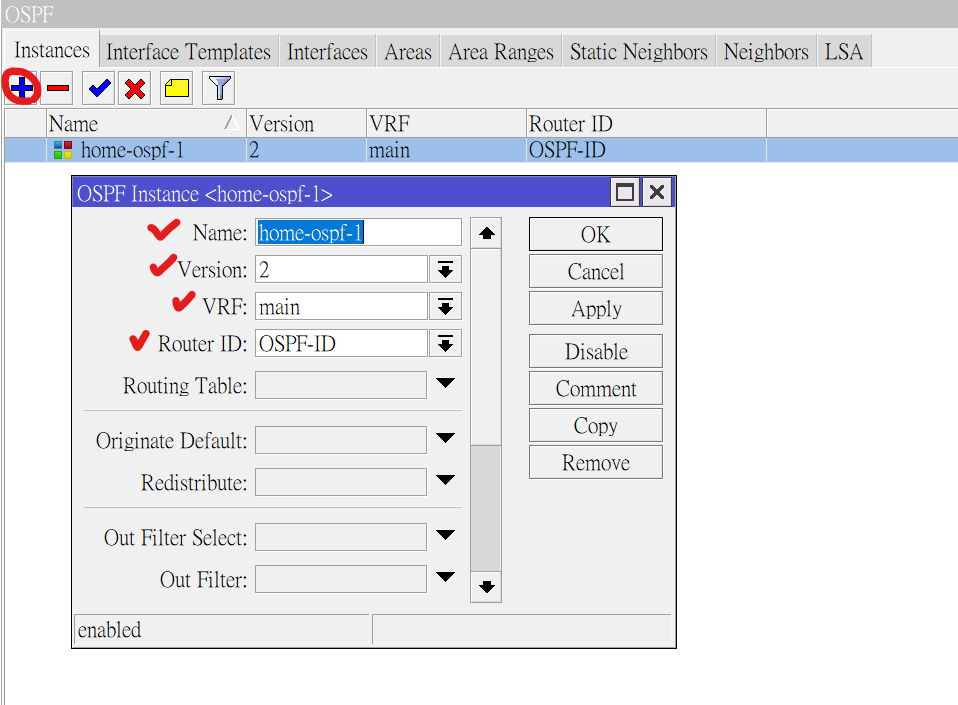 OSPF
Instances Interface Templates Interfaces Areas Area Ranges Static Neighbors Neighbors LSA
Name Version VRF Router ID
home-ospf-1 2 main OSPF-ID
OSPF Instance <home-ospf-1>
Name: home-ospf-1 OK
Version: 2 Cancel
VRF: main Apply
Router ID: OSPF-ID Disable
Routing Table: Comment
Originate Default: Copy
Redistribute: Remove
Out Filter Select:
Out Filter:
enabled